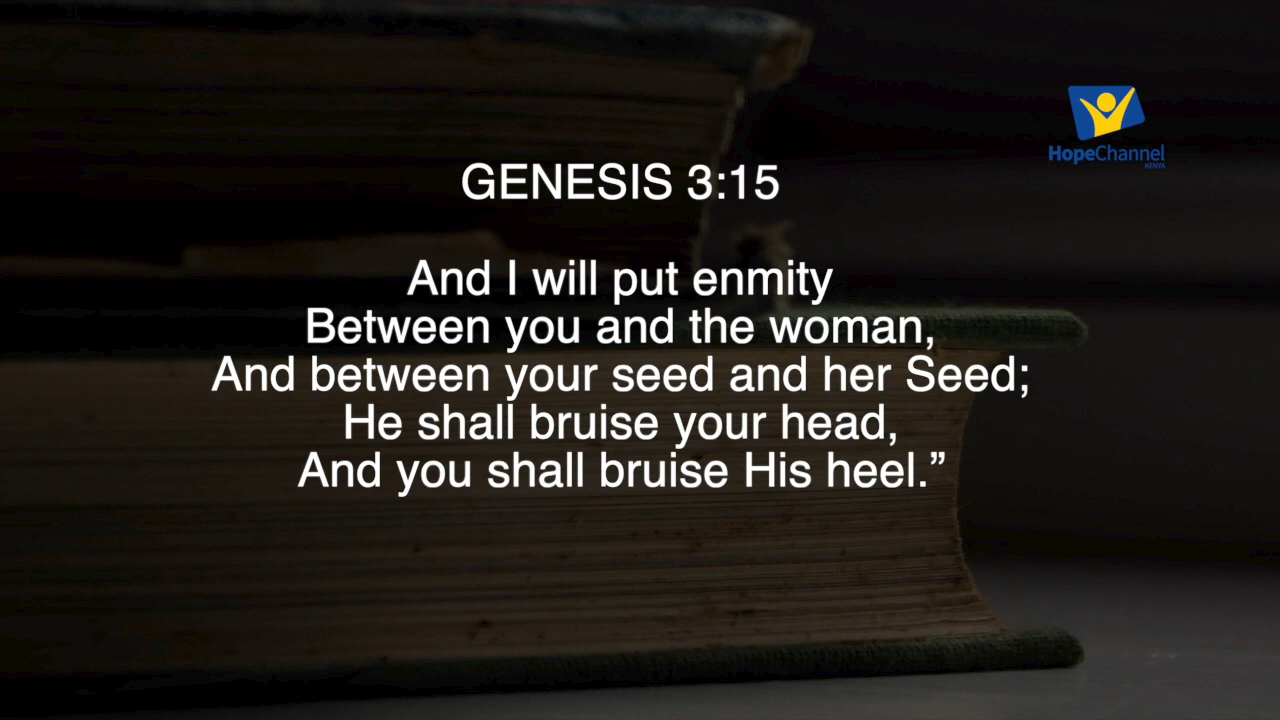 HopeChannel
KENYA
GENESIS 3:15
And I will put enmity
Between you and the woman,
And between your seed and her Seed;
He shall bruise your head,
And you shall bruise His heel.”